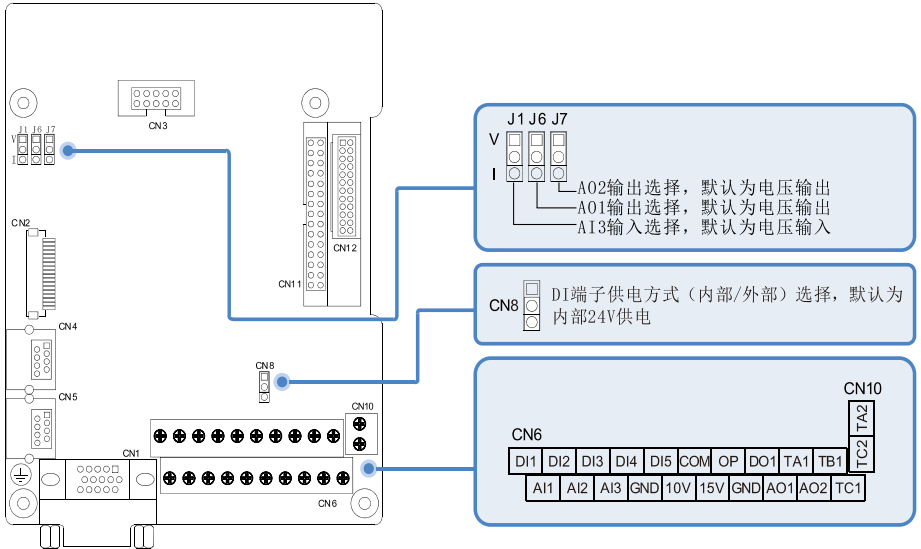 CN3
J1 J6 J7
V
I
CN2
CN12
CN11
CN4
CN8
CN5
CN10
CN1
CN6
J1 J6 J7
V
I
AO2输出选择，默认为电压输出
AO1输出选择，默认为电压输出
AI3输入选择，默认为电压输入
CN8
DI端子供电方式（内部/外部）选择，默认为
内部24V供电
CN10
CN6
TA2
TC2
DI1 DI2 DI3 DI4 DI5 COM OP DO1 TA1 TB1
AI1 AI2 AI3 GND 10V 15V GND AO1 AO2 TC1